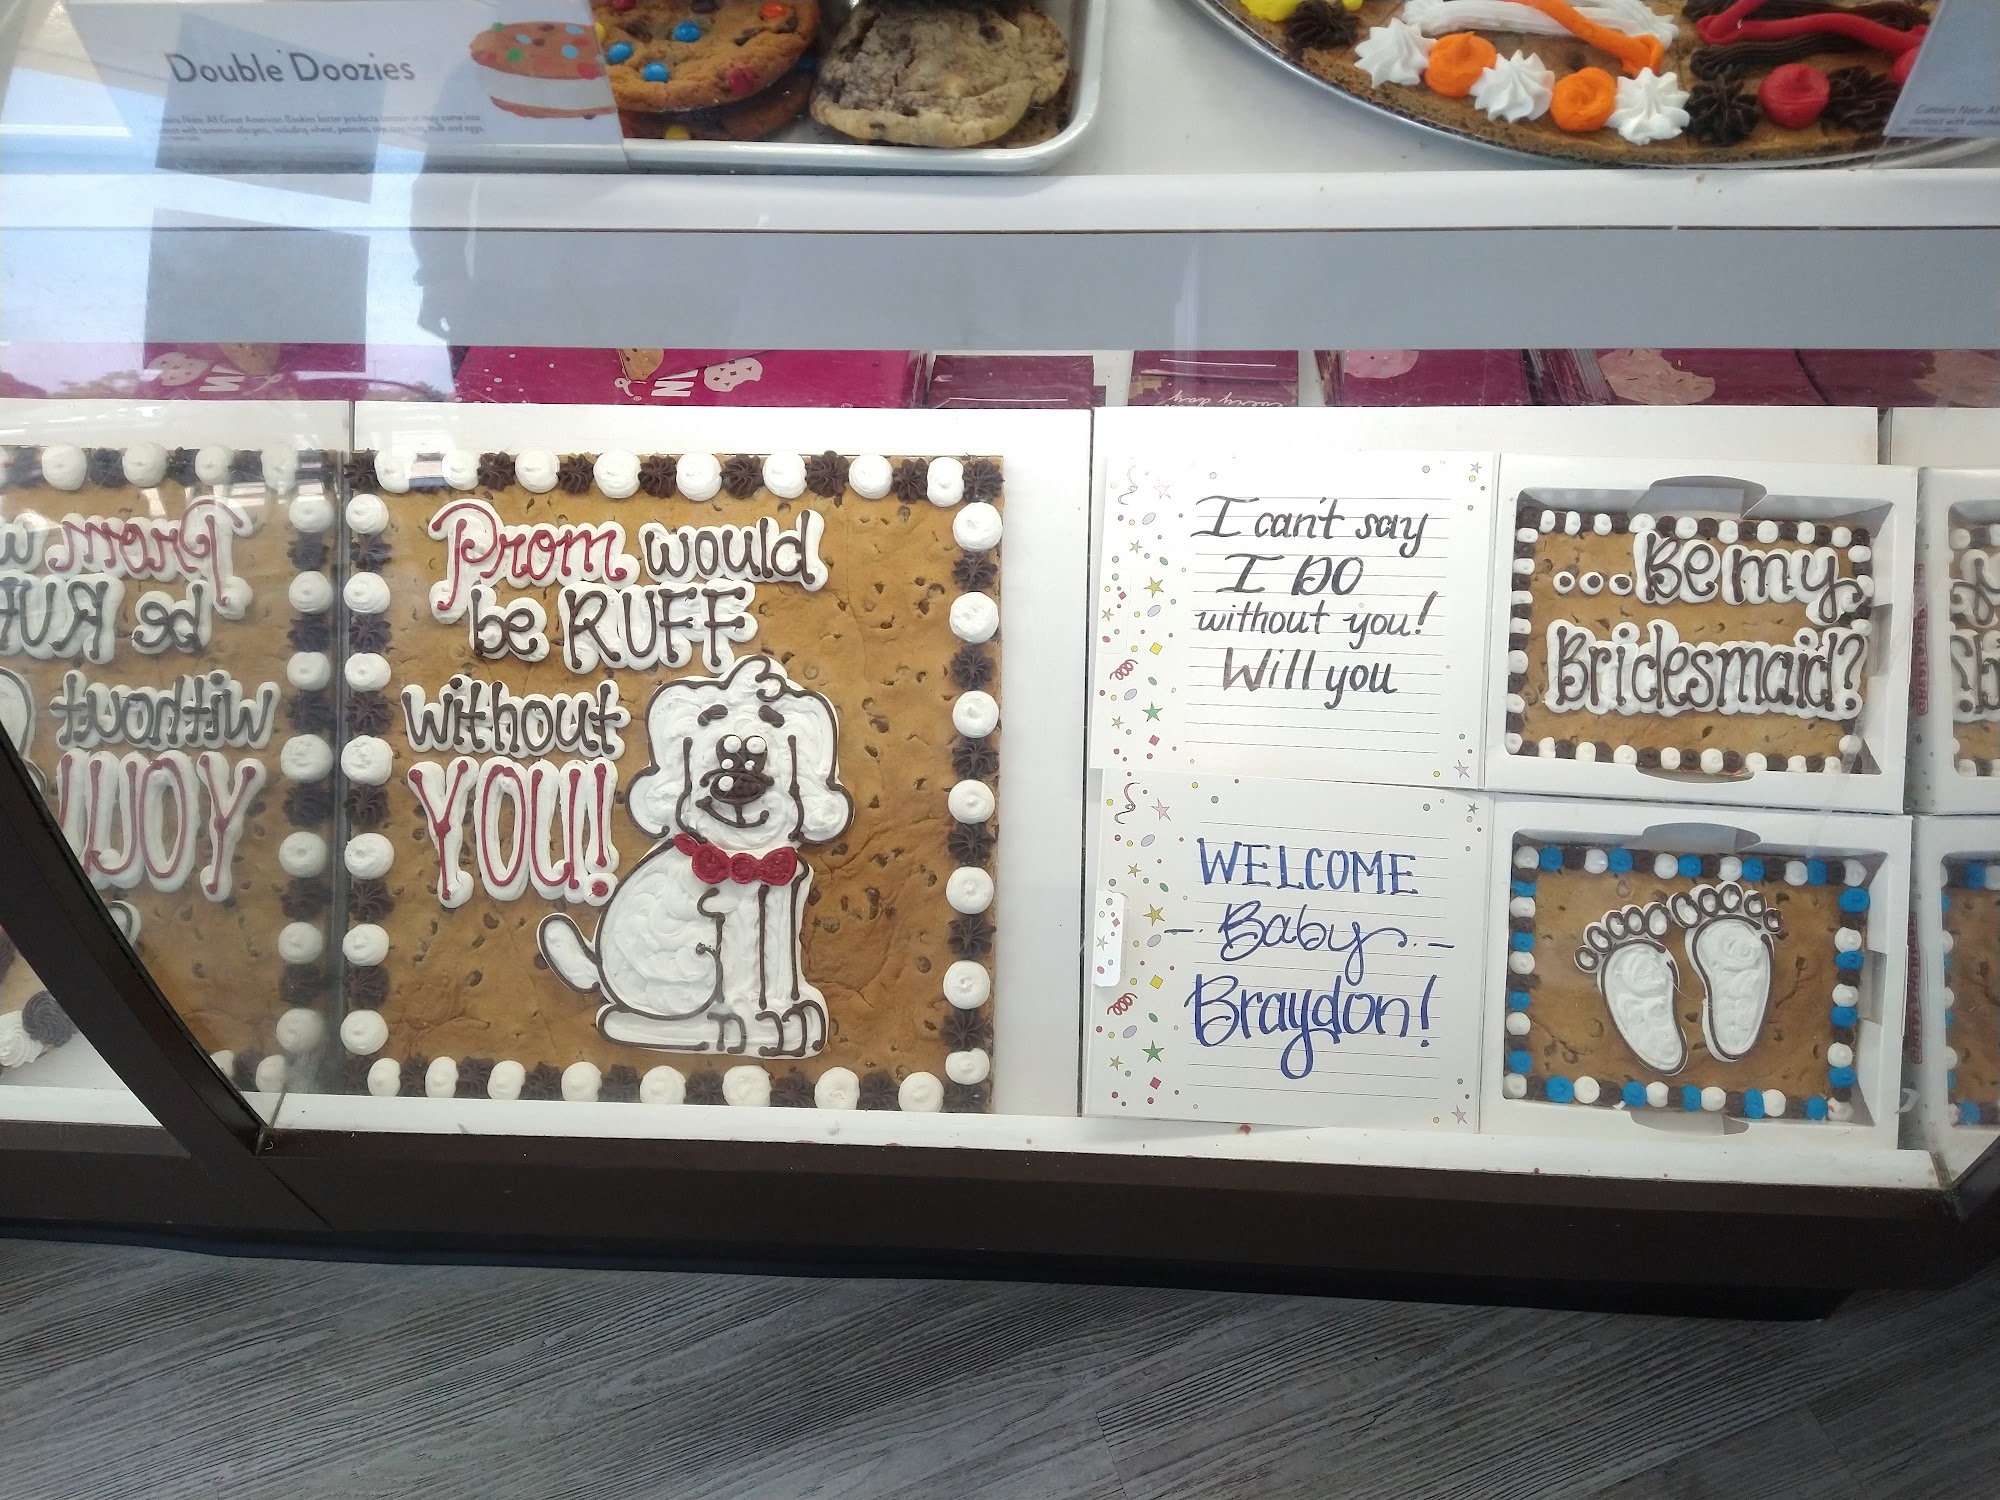 Double Doozies
Prom would
be RUFF
without
YOU!
I can't say
I DO
without you!
Will you
...Be my
Bridesmaid?
WELCOME
- Baby -
Braydon!